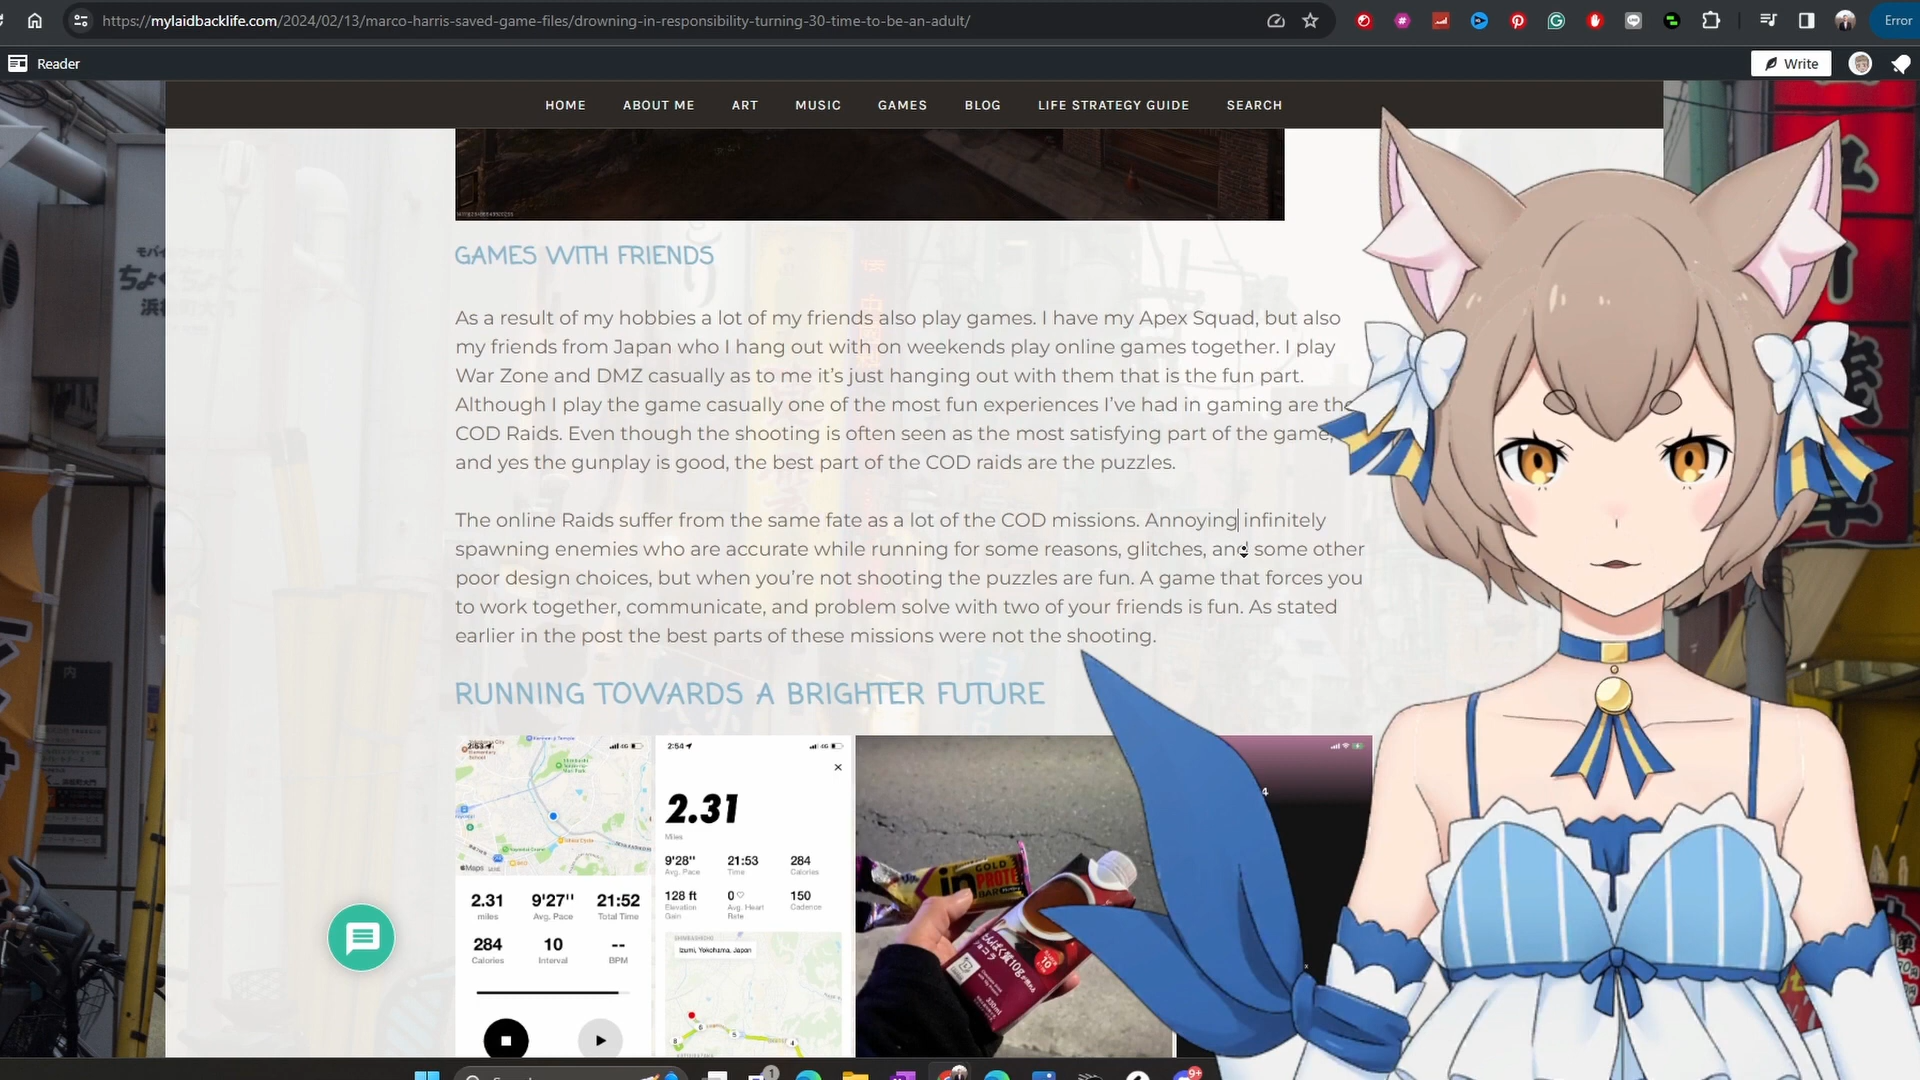 https://mylaidbacklife.com/2024/02/13/marco-harris-saved-game-files/drowning-in-responsibility-turning-30-time-to-be-an-adult/
Error
Reader
Write
HOME ABOUT ME ART MUSIC GAMES BLOG LIFE STRATEGY GUIDE SEARCH
GAMES WITH FRIENDS
As a result of my hobbies a lot of my friends also play games. I have my Apex Squad, but also
my friends from Japan who I hang out with on weekends play online games together. I play
War Zone and DMZ casually as to me it’s just hanging out with them that is the fun part.
Although I play the game casually one of the most fun experiences I’ve had in gaming are the
COD Raids. Even though the shooting is often seen as the most satisfying part of the game,
and yes the gunplay is good, the best part of the COD raids are the puzzles.
The online Raids suffer from the same fate as a lot of the COD missions. Annoying infinitely
spawning enemies who are accurate while running for some reasons, glitches, and some other
poor design choices, but when you’re not shooting the puzzles are fun. A game that forces you
to work together, communicate, and problem solve with two of your friends is fun. As stated
earlier in the post the best parts of these missions were not the shooting.
RUNNING TOWARDS A BRIGHTER FUTURE
2:53
4G
Maps
2.31 9'27" 21:52
miles Avg. Pace Total Time
284 10 --
Calories Interval BPM
2:54
4G
2.31
Miles
9'28" 21:53 284
Avg. Pace Time Calories
128 ft 0 150
Elevation Gain Avg. Heart Rate Cadence
Izumi, Yokohama, Japan
6 5 4
8
GOLD
PROTE
BAR
4
1
9+